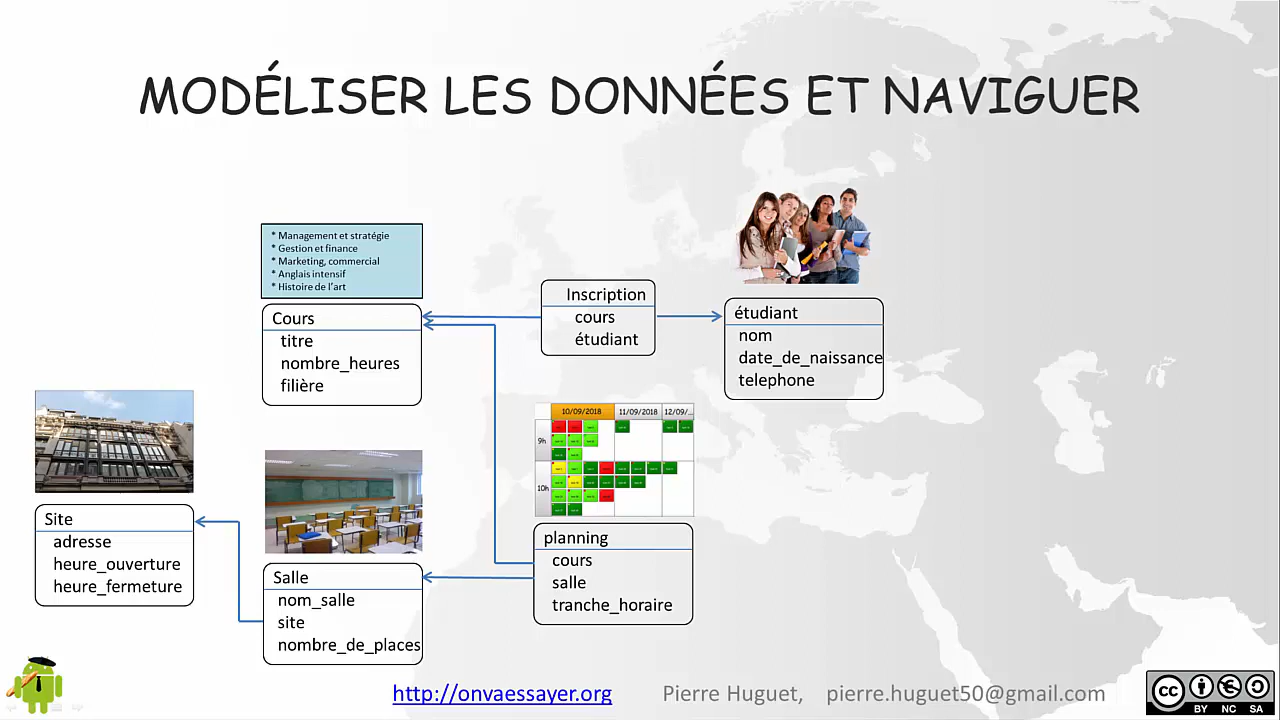 MODÉLISER LES DONNÉES ET NAVIGUER
* Management et stratégie
* Gestion et finance
* Marketing, commercial
* Anglais intensif
* Histoire de l'art
Cours
titre
nombre_heures
filière
Inscription
cours
étudiant
étudiant
nom
date_de_naissance
telephone
10/09/2018 11/09/2018 12/09/...
9h
10h
Site
adresse
heure_ouverture
heure_fermeture
Salle
nom_salle
site
nombre_de_places
planning
cours
salle
tranche_horaire
http://onvaessayer.org Pierre Huguet, pierre.huguet50@gmail.com
cc
BY NC SA